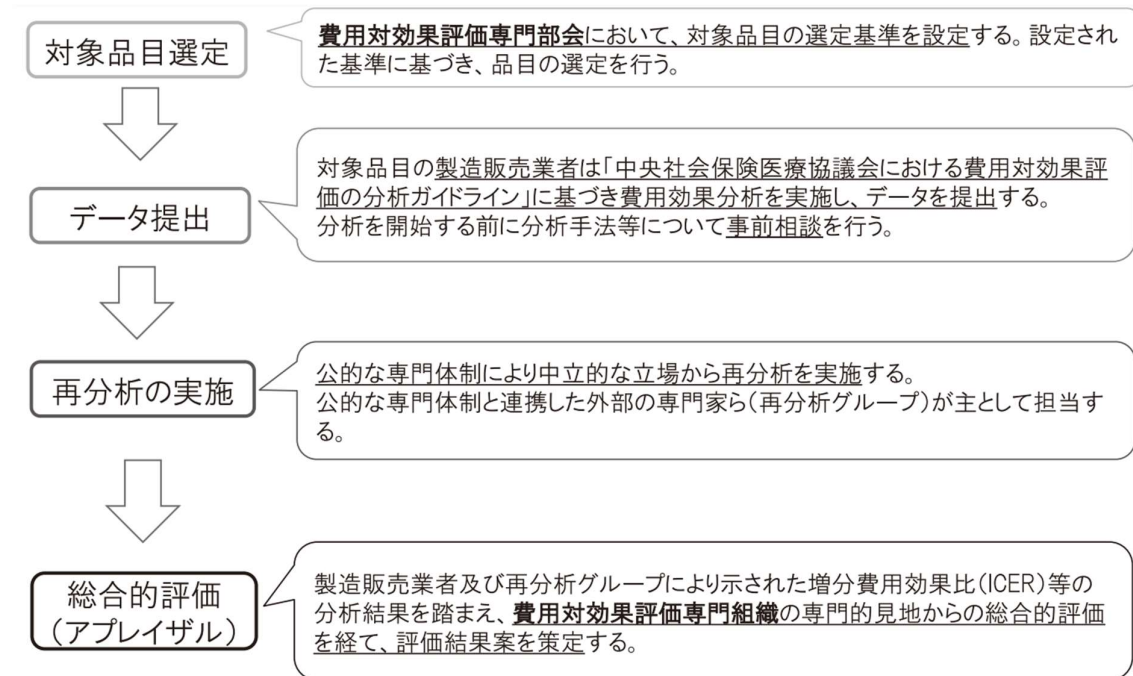 対象品目選定
費用対効果評価専門部会において、対象品目の選定基準を設定する。設定され
た基準に基づき、品目の選定を行う。
データ提出
対象品目の製造販売業者は「中央社会保険医療協議会における費用対効果評
価の分析ガイドライン」に基づき費用効果分析を実施し、データを提出する。
分析を開始する前に分析手法等について事前相談を行う。
再分析の実施
公的な専門体制により中立的な立場から再分析を実施する。
公的な専門体制と連携した外部の専門家ら(再分析グループ)が主として担当す
る。
総合的評価
(アプレイザル)
製造販売業者及び再分析グループにより示された増分費用効果比(ICER)等の
分析結果を踏まえ、費用対効果評価専門組織の専門的見地からの総合的評価
を経て、評価結果案を策定する。